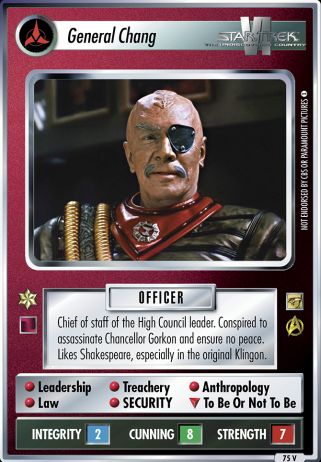 General Chang
STAR TREK
VI
THE UNDISCOVERED COUNTRY
NOT ENDORSED BY CBS OR PARAMOUNT PICTURES
OFFICER
Chief of staff of the High Council leader. Conspired to
assassinate Chancellor Gorkon and ensure no peace.
Likes Shakespeare, especially in the original Klingon.
Leadership Treachery Anthropology
Law SECURITY To Be Or Not To Be
INTEGRITY 2 CUNNING 8 STRENGTH 7
75 V